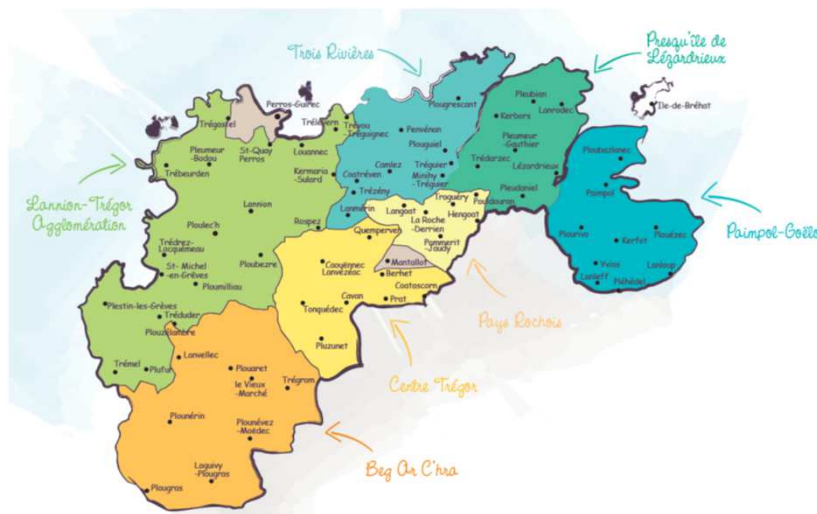 Trois Rivières
Presqu'île de
Lézardrieux
Plougrescant
Pleubian
Lanrodec
Kerbors
Ile-de-Bréhat
Perros-Guirec
Trégastel
Trélévern
Trévou
-Tréguignec
Penvénan
Pleumeur
-Gauthier
Ploubazlanec
Pleumeur
-Bodou
St-Quay
Perros
Louannec
Plouguiel
Tréguier
Minihy
-Tréguier
Trédarzec
Lézardrieux
Trébeurden
Kermaria
-Sulard
Camlez
Coatréven
Trézény
Lannion-Trégor
Agglomération
Lannion
Lanmérin
Troguéry
Pouldouran
Pleudaniel
Paimpol
Paimpol-Goëlo
Langoat
La Roche
-Derrien
Hengoat
Rospez
Ploulec'h
Quemperven
Pommerit
-Jaudy
Plourivo
Kerfot
Plouëzec
Trédrez-
Locquémeau
Ploubezre
Caouënnec
Lanvézéac
Mantallot
Berhet
Yvias
Lanloup
Lanleff
Pléhédel
St- Michel
-en-Grèves
Ploumilliau
Coatascorn
Cavan
Prat
Tonquédec
Pays Rochois
Plestin-les-Grèves
Tréduder
Plouzélambre
Pluzunet
Lanvellec
Centre Trégor
Trémel
Plufur
Plouaret
le Vieux
-Marché
Trégrom
Plounérin
Plounévez
-Moëdec
Beg Ar C'hra
Loguivy
-Plougras
Plougras